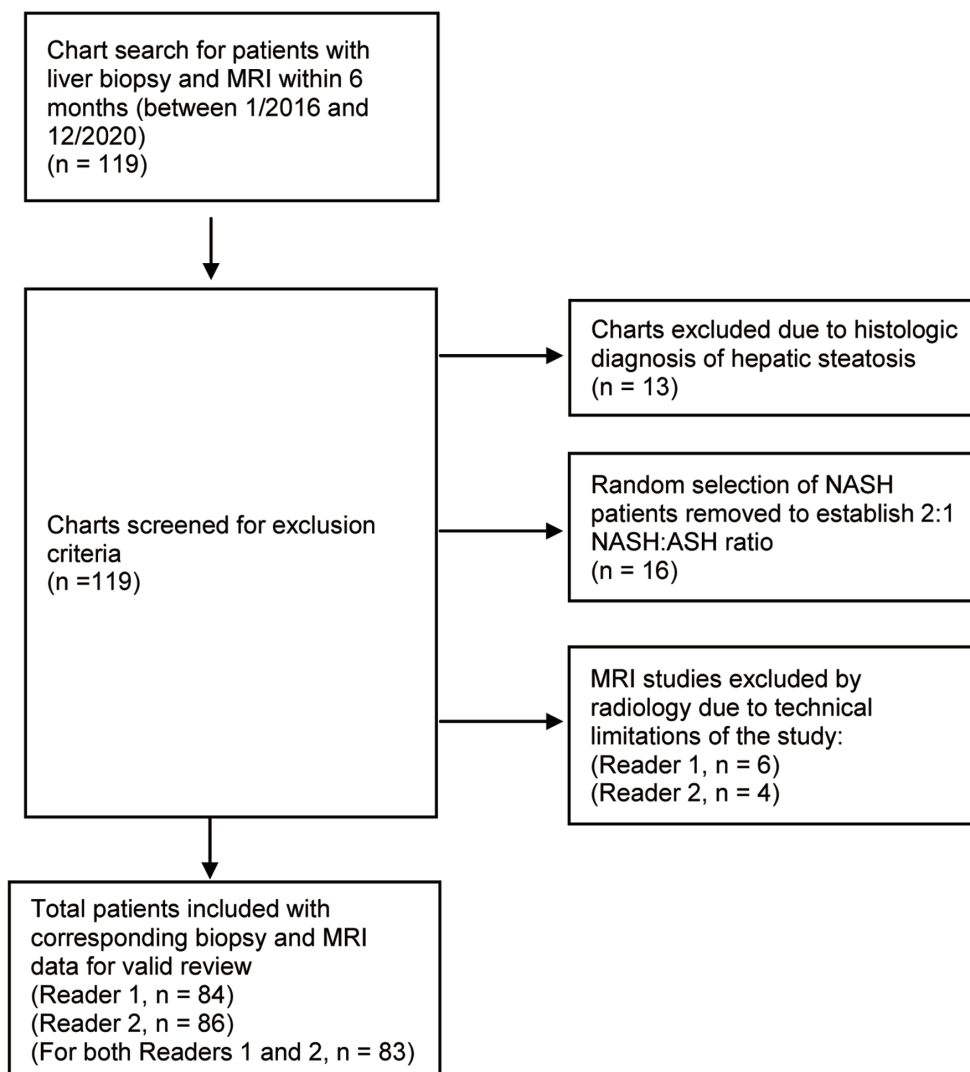 Chart search for patients with
liver biopsy and MRI within 6
months (between 1/2016 and
12/2020)
(n = 119)
Charts screened for exclusion
criteria
(n =119)
Charts excluded due to histologic
diagnosis of hepatic steatosis
(n = 13)
Random selection of NASH
patients removed to establish 2:1
NASH:ASH ratio
(n = 16)
MRI studies excluded by
radiology due to technical
limitations of the study:
(Reader 1, n = 6)
(Reader 2, n = 4)
Total patients included with
corresponding biopsy and MRI
data for valid review
(Reader 1, n = 84)
(Reader 2, n = 86)
(For both Readers 1 and 2, n = 83)